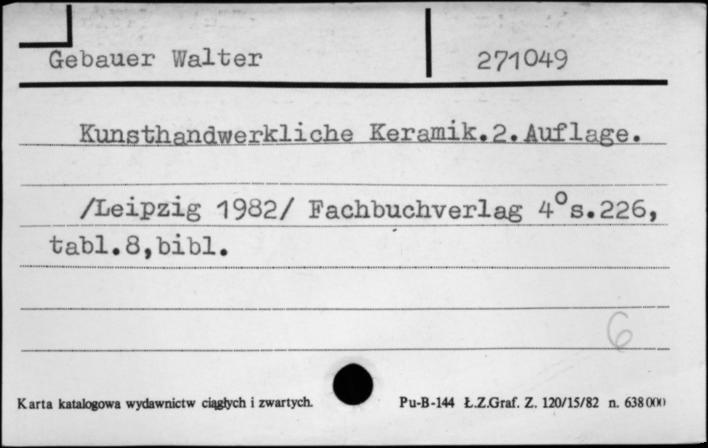 Gebauer Walter 271049
Kunsthandwerkliche Keramik.2.Auflage.
/Leipzig 1982/ Fachbuchverlag 4°s.226,
tabl.8,bibl.
6
Karta katalogowa wydawnictw ciągłych i zwartych. Pu-B-144 Ł.Z.Graf. Z. 120/15/82 n. 638000